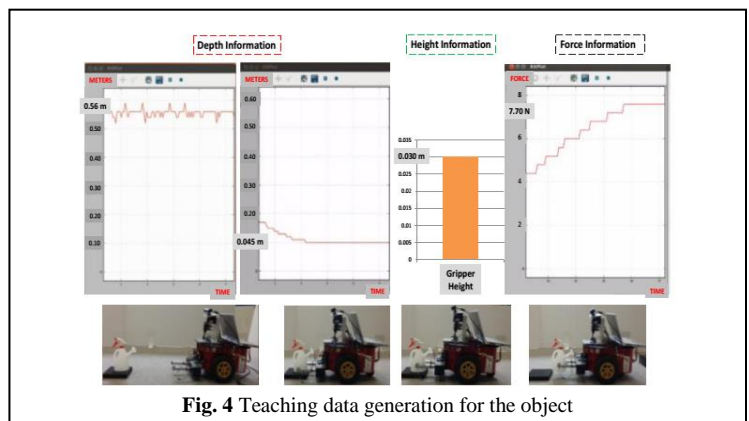 Depth Information
Height Information
Force Information
METERS
0.56 m
0.50
0.40
0.30
0.20
0.10
TIME
METERS
0.60
0.50
0.40
0.30
0.20
0.045 m
0.10
TIME
0.035
0.030 m
0.025
0.02
0.015
0.01
0.005
0
Gripper
Height
FORCE
8
7.70 N
6
4
2
0
TIME
Fig. 4 Teaching data generation for the object